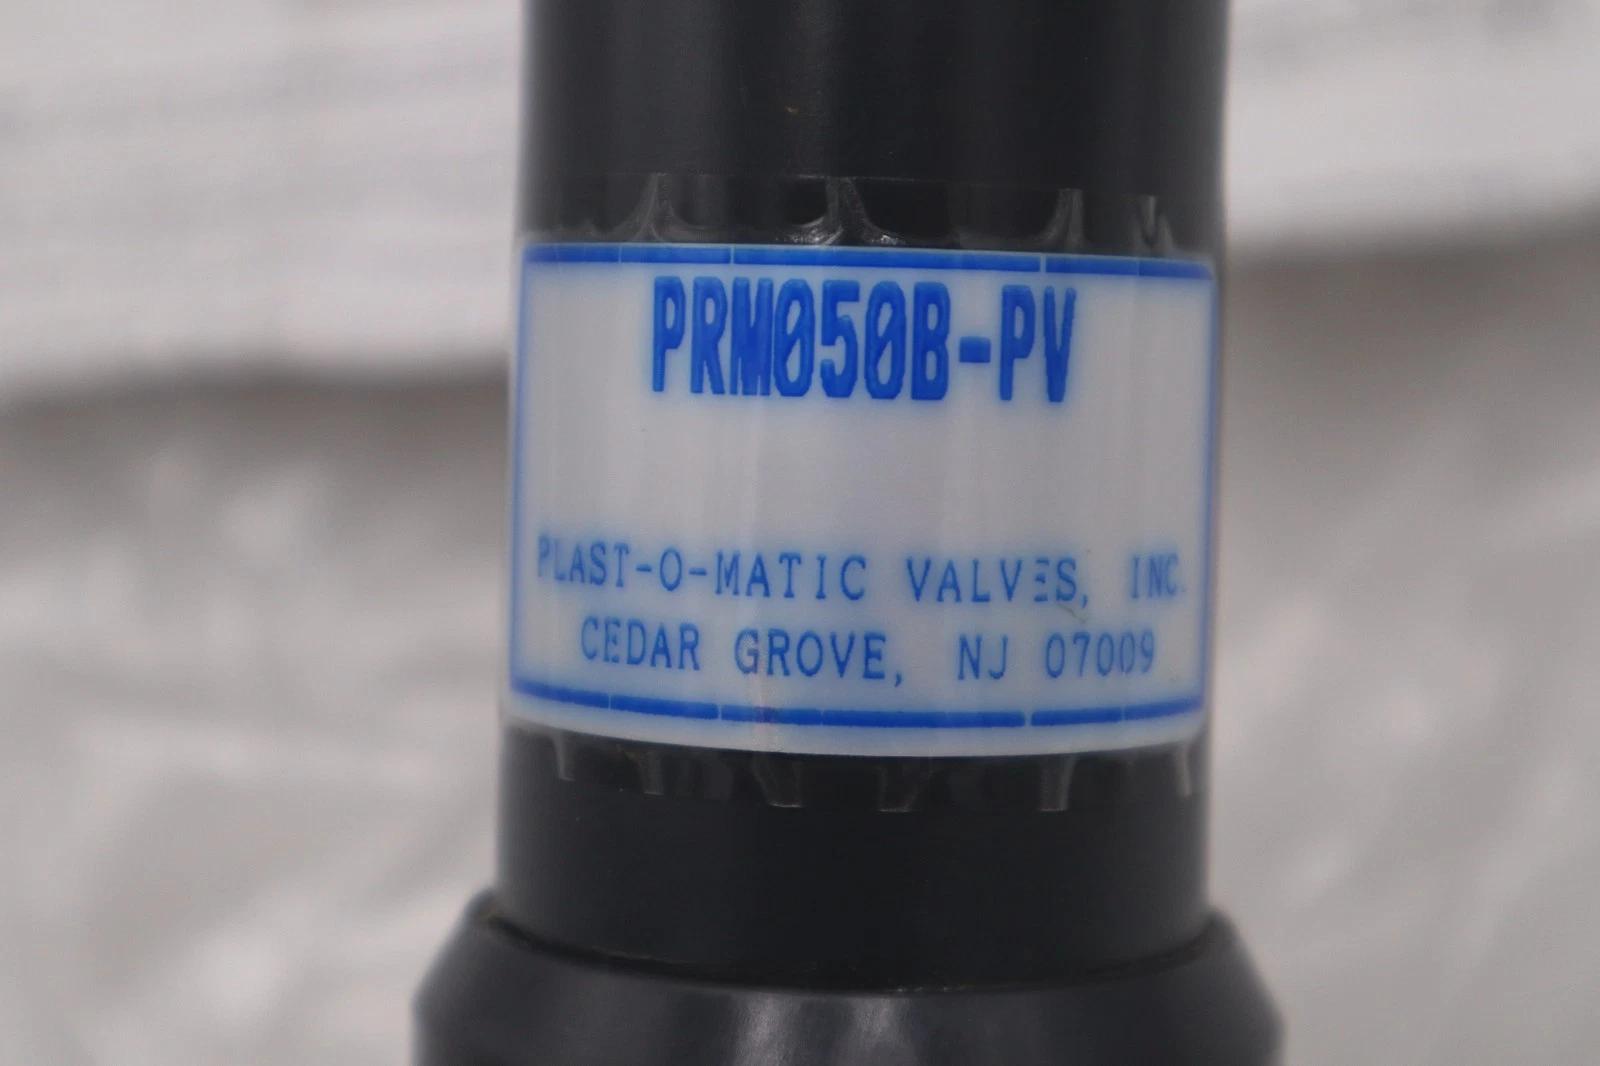 PRM050B-PV
PLAST-O-MATIC VALVES, INC.
CEDAR GROVE, NJ 07009